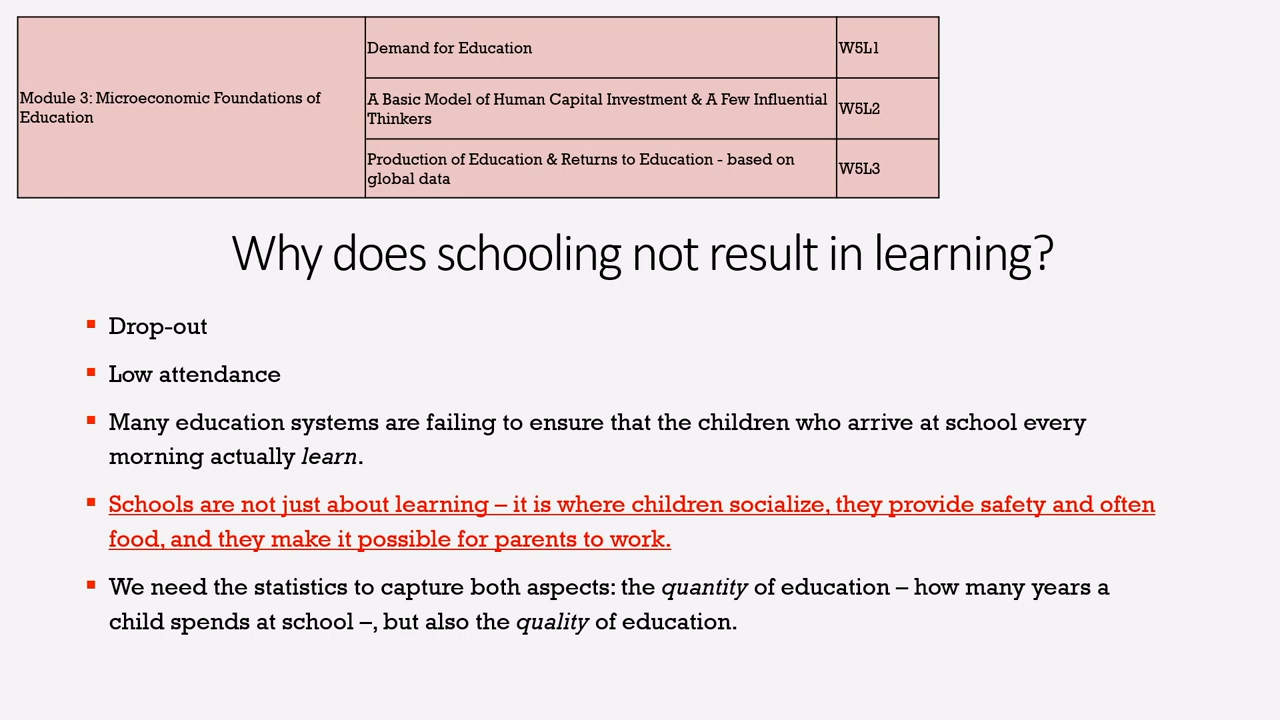 Module 3: Microeconomic Foundations of
Education
Demand for Education
W5L1
A Basic Model of Human Capital Investment & A Few Influential
Thinkers
W5L2
Production of Education & Returns to Education - based on
global data
W5L3
Why does schooling not result in learning?
Drop-out
Low attendance
Many education systems are failing to ensure that the children who arrive at school every
morning actually learn.
Schools are not just about learning – it is where children socialize, they provide safety and often
food, and they make it possible for parents to work.
We need the statistics to capture both aspects: the quantity of education – how many years a
child spends at school –, but also the quality of education.